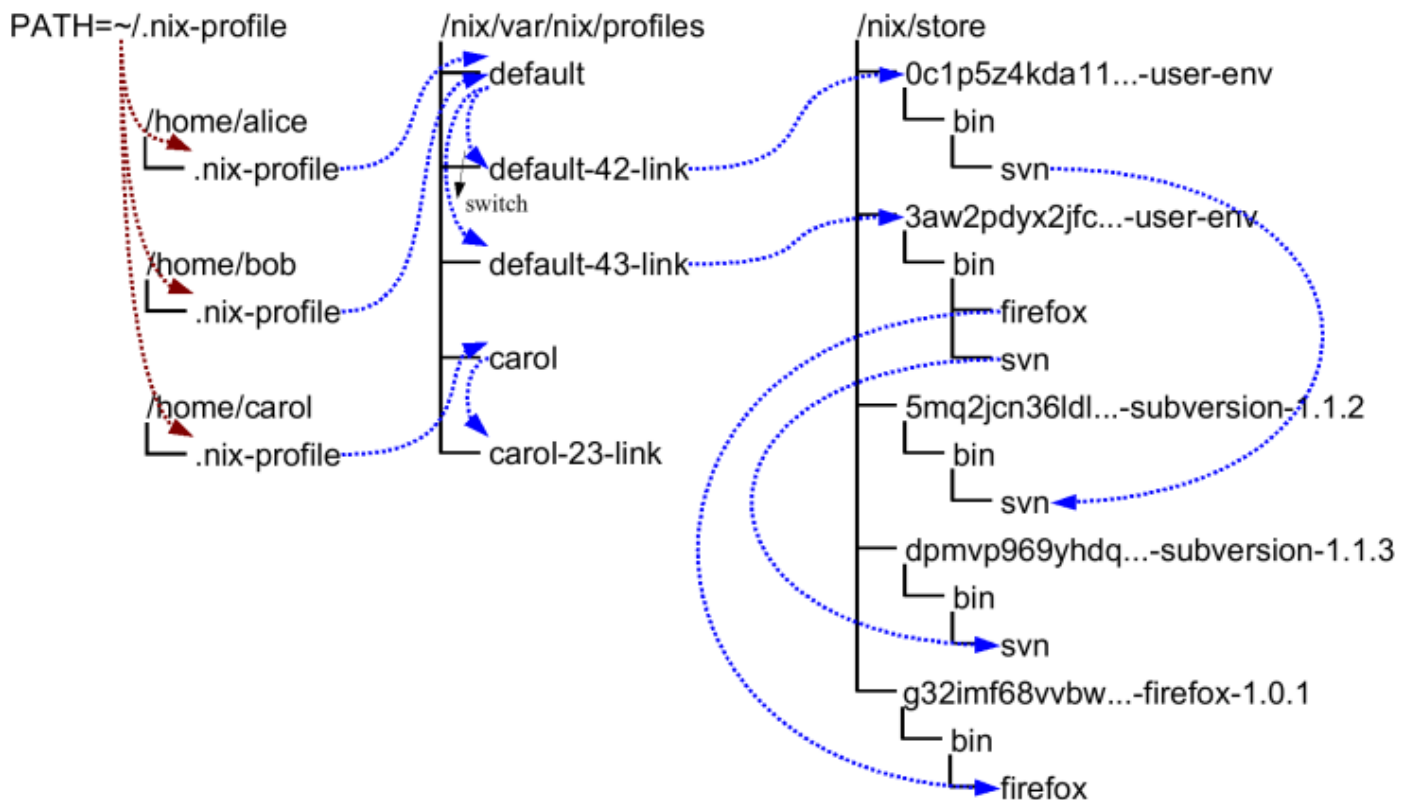 PATH=~/.nix-profile
/home/alice
.nix-profile
/home/bob
.nix-profile
/home/carol
.nix-profile
/nix/var/nix/profiles
default
default-42-link
switch
default-43-link
carol
carol-23-link
/nix/store
0c1p5z4kda11...-user-env
bin
svn
3aw2pdyx2jfc...-user-env
bin
firefox
svn
5mq2jcn36ldl...-subversion-1.1.2
bin
svn
dpmvp969yhdq...-subversion-1.1.3
bin
svn
g32imf68vvbw...-firefox-1.0.1
bin
firefox